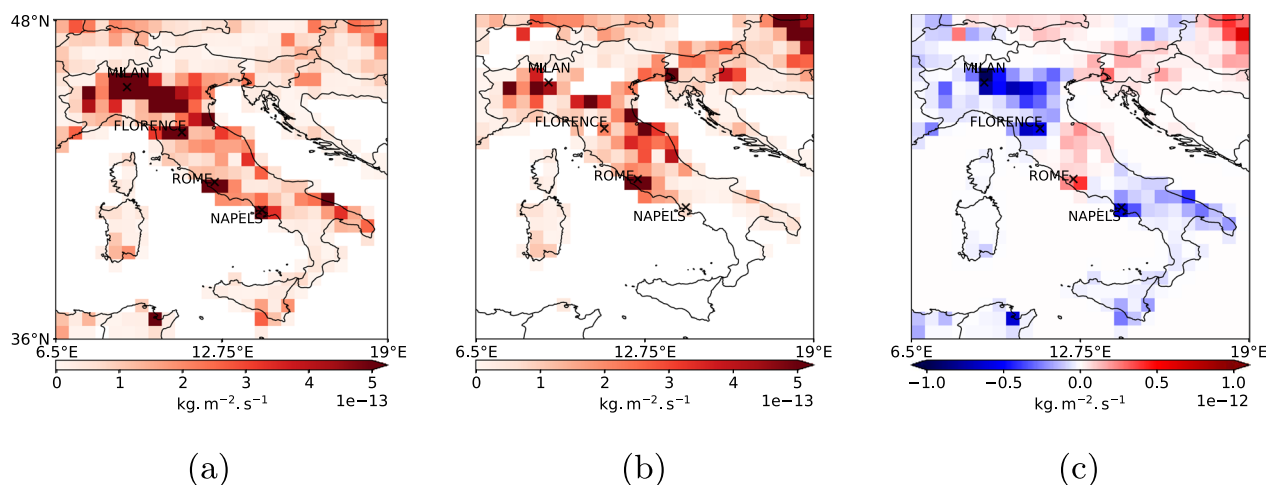 48°N
MILAN
FLORENCE
ROME
NAPELS
36°N
6.5°E 12.75°E 19°E
0 1 2 3 4 5
kg.m⁻².s⁻¹ 1e−13
(a)
MILAN
FLORENCE
ROME
NAPELS
6.5°E 12.75°E 19°E
0 1 2 3 4 5
kg.m⁻².s⁻¹ 1e−13
(b)
MILAN
FLORENCE
ROME
NAPELS
6.5°E 12.75°E 19°E
−1.0 −0.5 0.0 0.5 1.0
kg.m⁻².s⁻¹ 1e−12
(c)